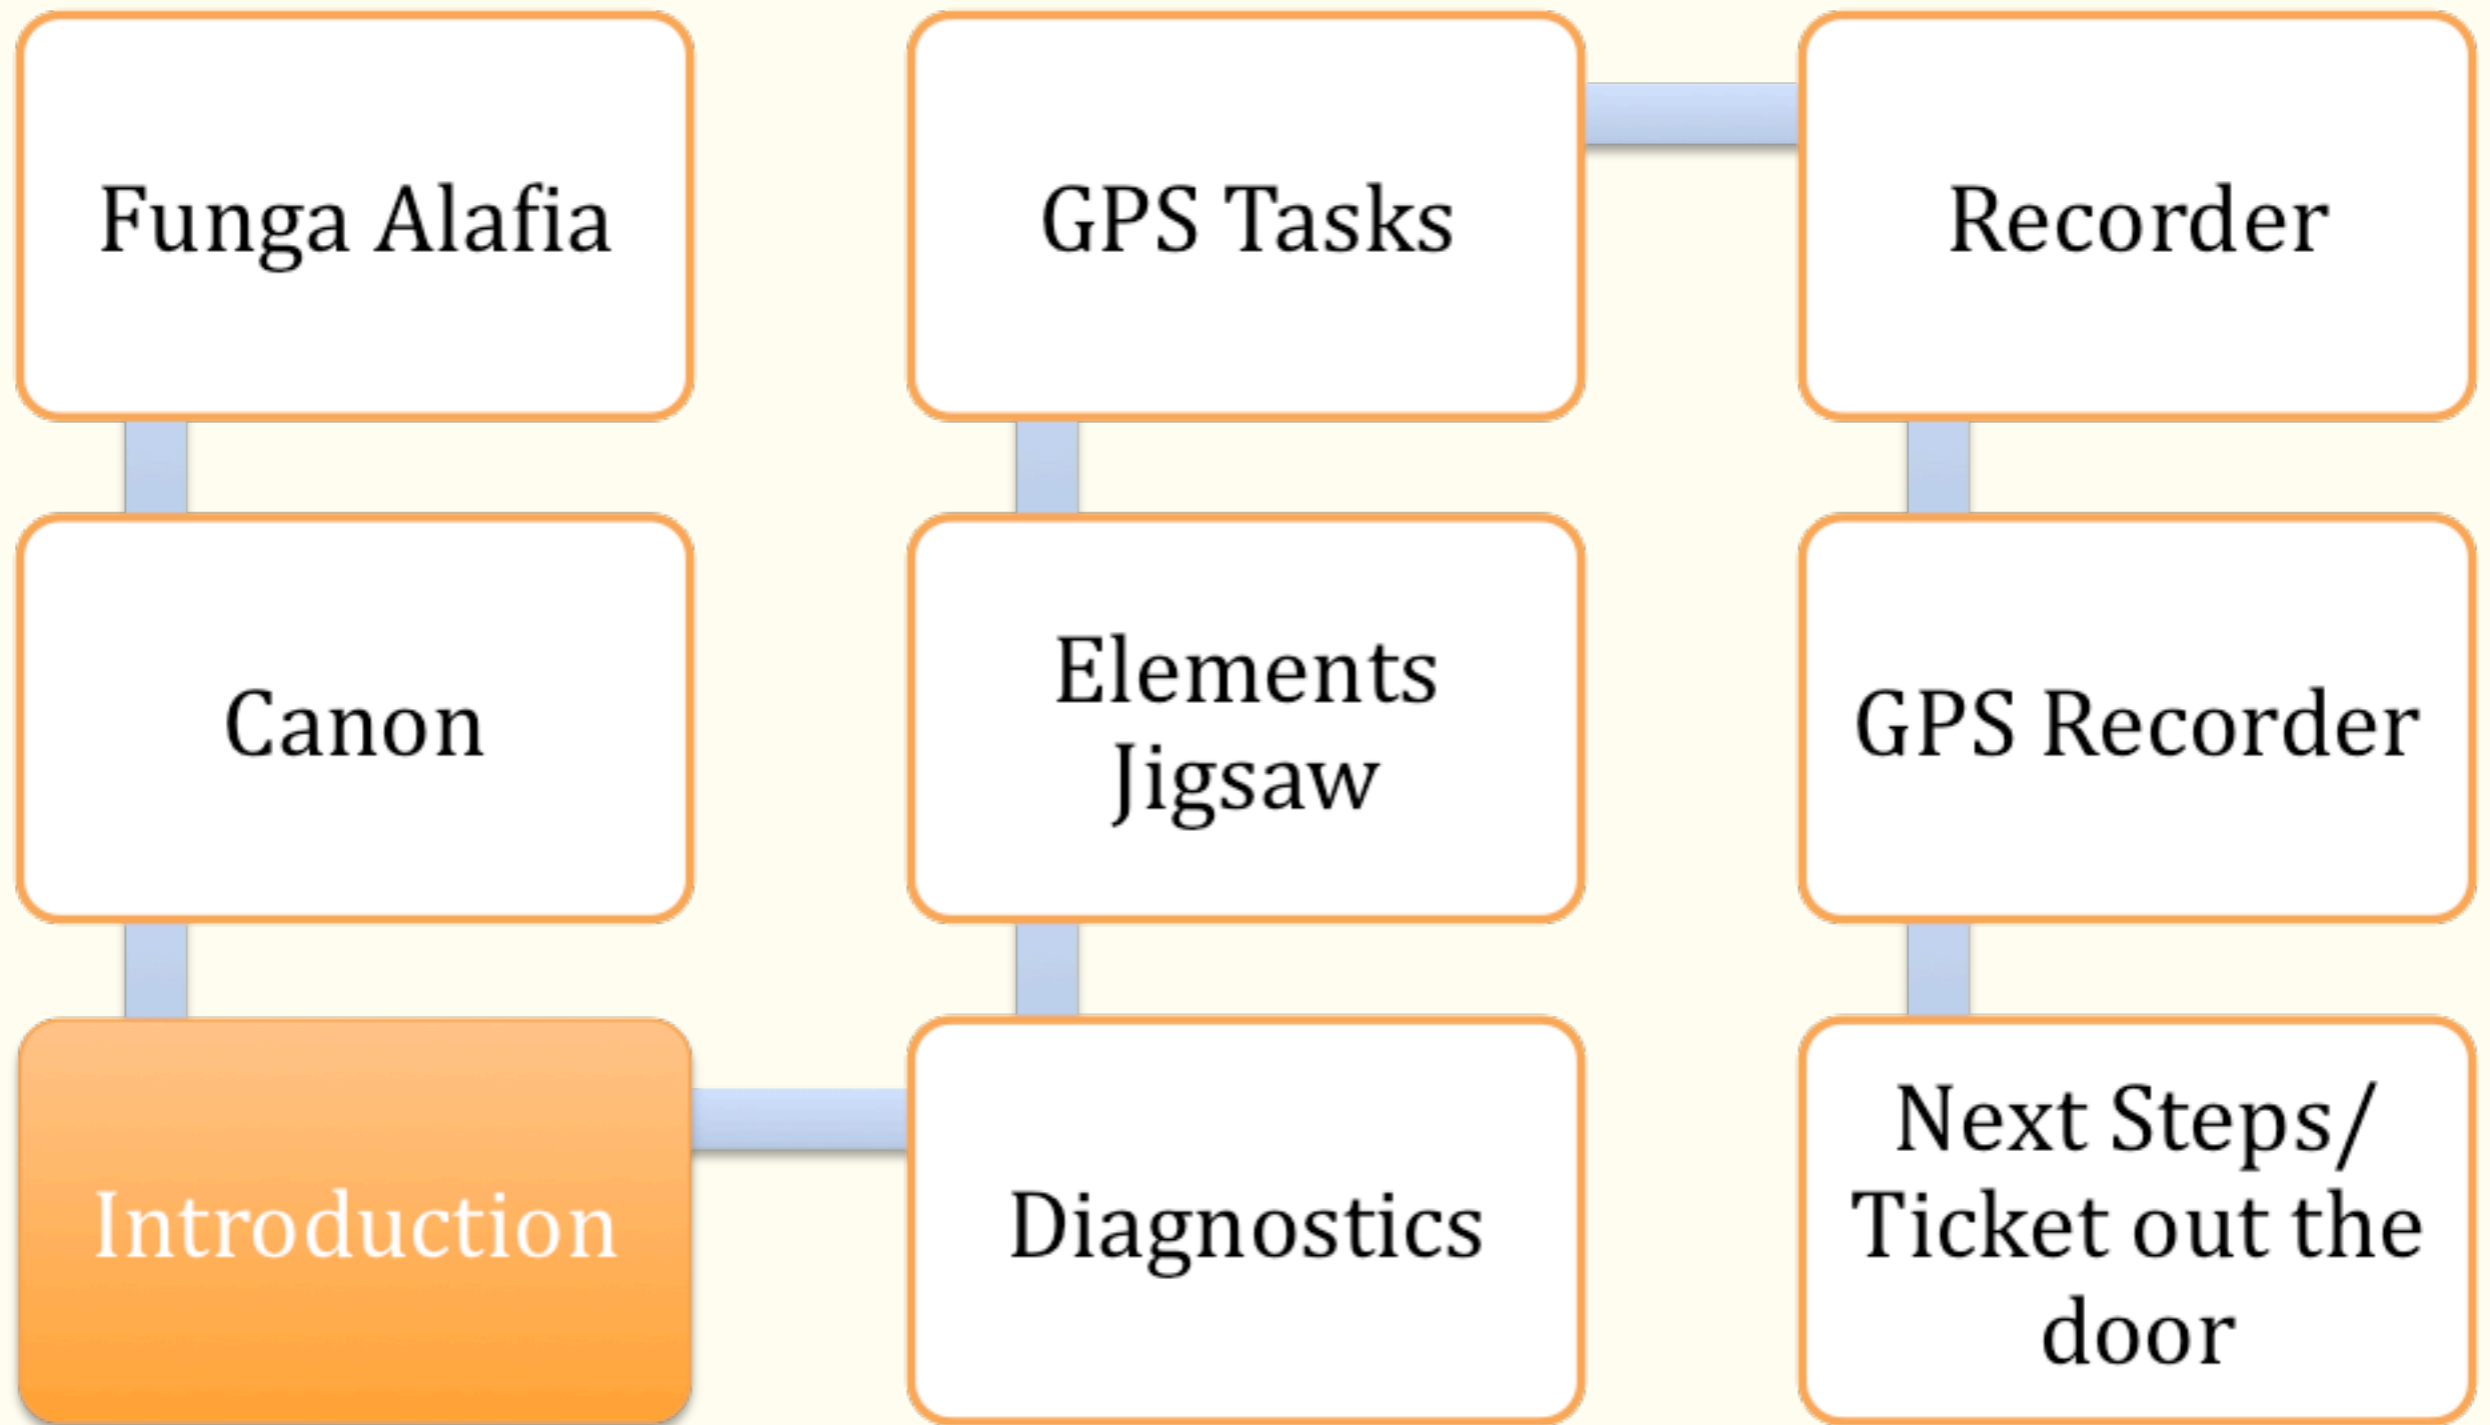 Funga Alafia
Canon
Introduction
Diagnostics
Elements
Jigsaw
GPS Tasks
Recorder
GPS Recorder
Next Steps/
Ticket out the
door